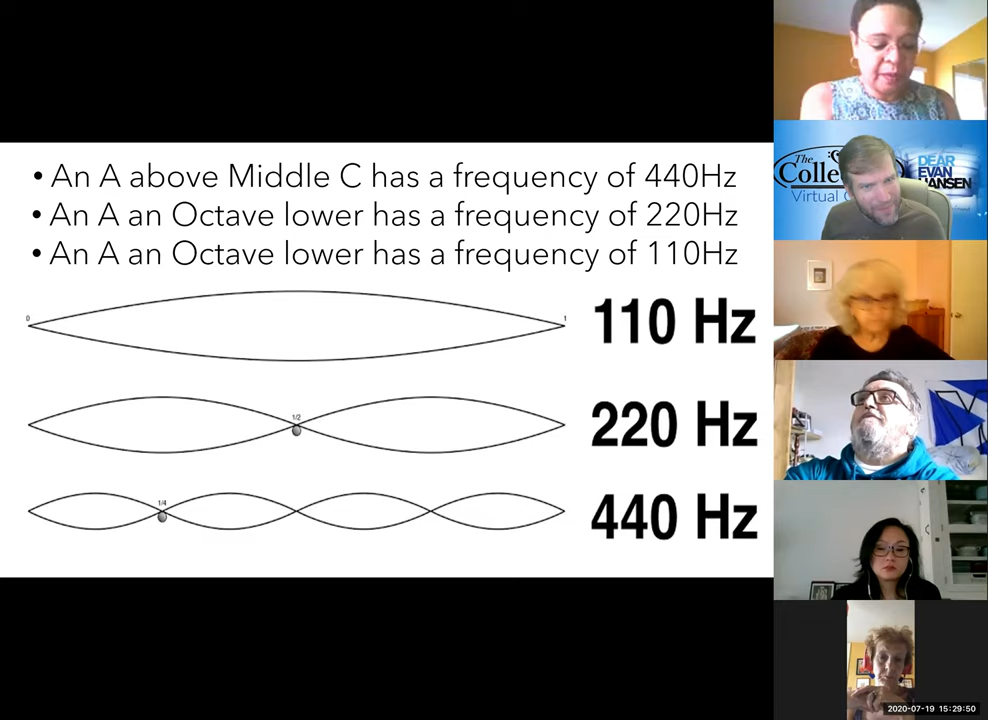 • An A above Middle C has a frequency of 440Hz
• An A an Octave lower has a frequency of 220Hz
• An A an Octave lower has a frequency of 110Hz
0
1
110 Hz
1/2
220 Hz
1/4
440 Hz
The
Colle
Virtual
DEAR
EVAN
HANSEN
2020-07-19 15:29:50